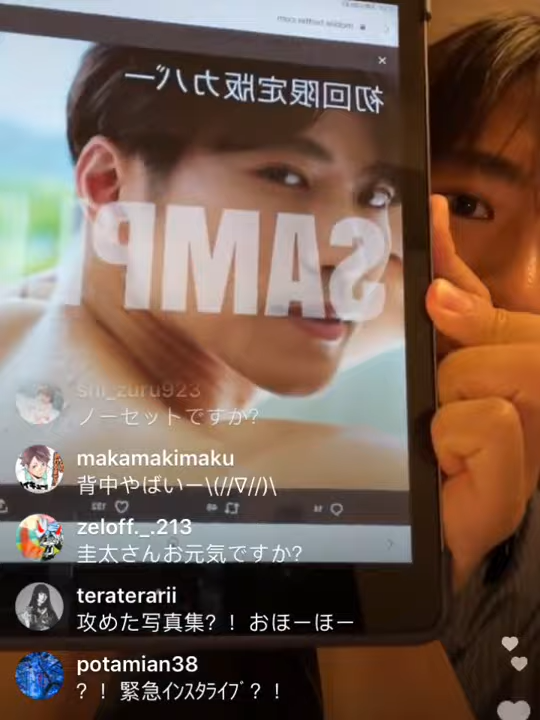 mobile.twitter.com
初回限定版カバー
SAMPL
shi_zuru923
ノーセットですか?
makamakimaku
背中やばいー\(//∇//)\
zeloff._.213
圭太さんお元気ですか?
teraterarii
攻めた写真集?！おほーほー
potamian38
?！緊急ｲﾝｽﾀﾗｲﾌﾞ?！